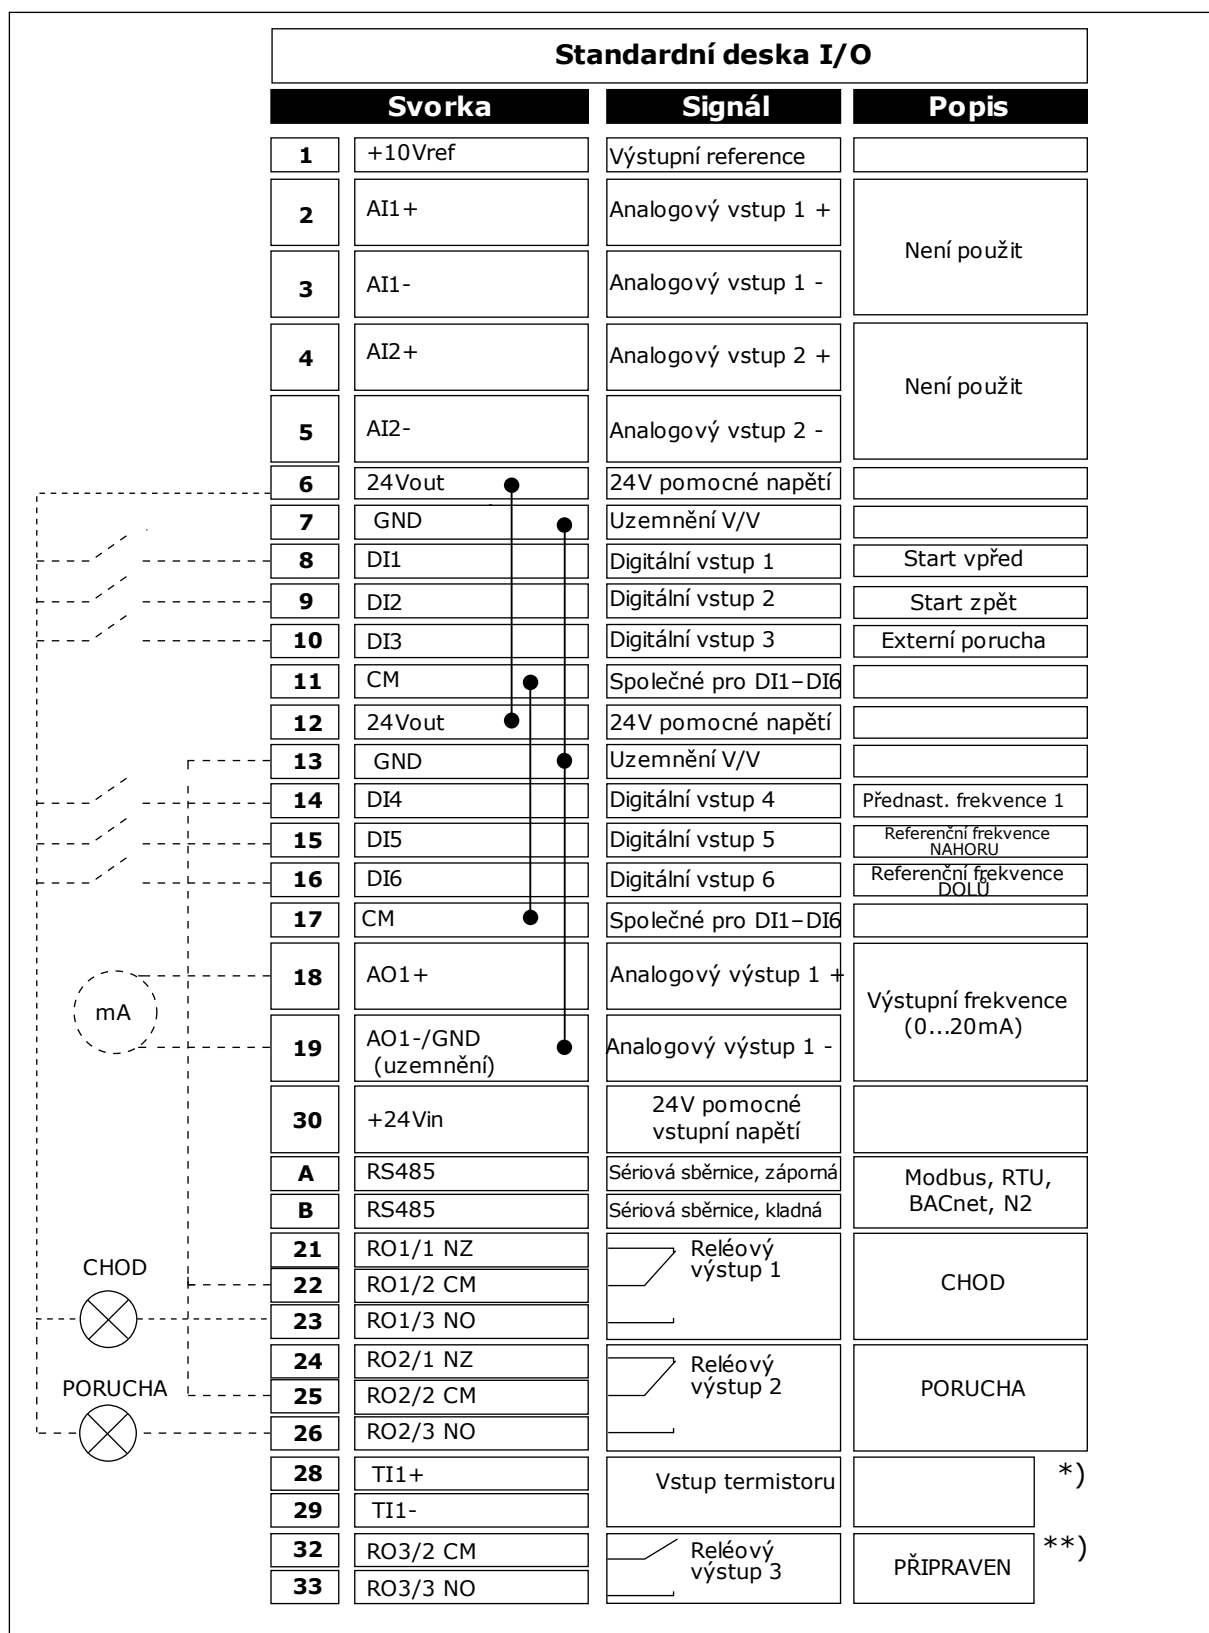 Standardní deska I/O
Svorka Signál Popis
1 +10Vref Výstupní reference
2 AI1+ Analogový vstup 1 +
Není použit
3 AI1- Analogový vstup 1 -
4 AI2+ Analogový vstup 2 +
Není použit
5 AI2- Analogový vstup 2 -
6 24Vout 24V pomocné napětí
7 GND Uzemnění V/V
8 DI1 Digitální vstup 1 Start vpřed
9 DI2 Digitální vstup 2 Start zpět
10 DI3 Digitální vstup 3 Externí porucha
11 CM Společné pro DI1–DI6
12 24Vout 24V pomocné napětí
13 GND Uzemnění V/V
14 DI4 Digitální vstup 4 Přednast. frekvence 1
15 DI5 Digitální vstup 5 Referenční frekvence
NAHORU
16 DI6 Digitální vstup 6 Referenční frekvence
DOLŮ
17 CM Společné pro DI1–DI6
18 AO1+ Analogový výstup 1 +
mA
Výstupní frekvence
(0...20mA)
19 AO1-/GND
(uzemnění)
Analogový výstup 1 -
30 +24Vin 24V pomocné
vstupní napětí
A RS485 Sériová sběrnice, záporná
Modbus, RTU,
BACnet, N2
B RS485 Sériová sběrnice, kladná
21 RO1/1 NZ Reléový
výstup 1
CHOD
22 RO1/2 CM CHOD
23 RO1/3 NO
24 RO2/1 NZ Reléový
výstup 2
PORUCHA
25 RO2/2 CM PORUCHA
26 RO2/3 NO
28 TI1+ Vstup termistoru *)
29 TI1-
32 RO3/2 CM Reléový
výstup 3
PŘIPRAVEN **)
33 RO3/3 NO